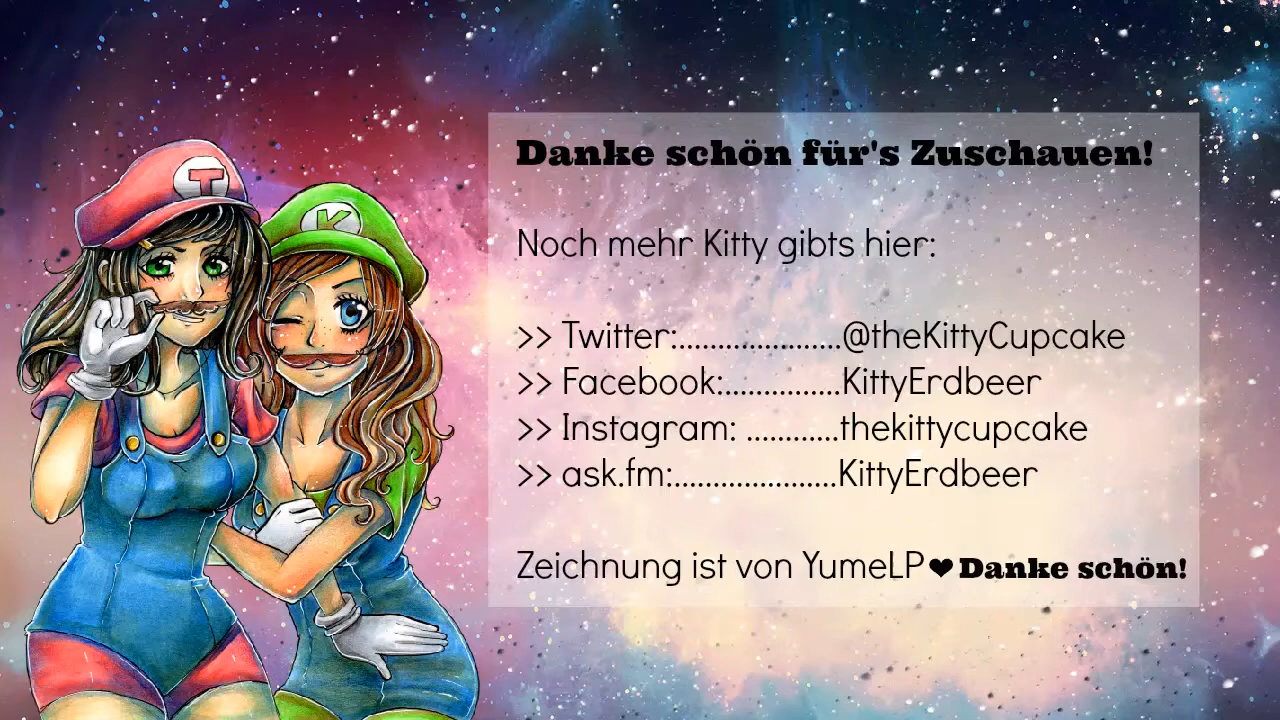 T
K
Danke schön für's Zuschauen!
Noch mehr Kitty gibts hier:
>> Twitter:.....................@theKittyCupcake
>> Facebook:...............KittyErdbeer
>> Instagram: ............thekittycupcake
>> ask.fm:.....................KittyErdbeer
Zeichnung ist von YumeLP❤Danke schön!